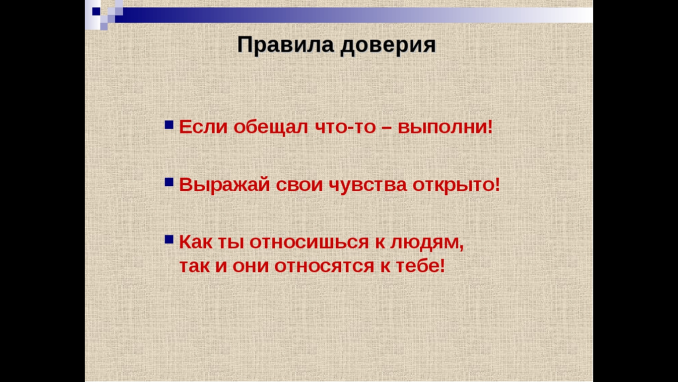 Правила доверия
Если обещал что-то – выполни!
Выражай свои чувства открыто!
Как ты относишься к людям,
так и они относятся к тебе!